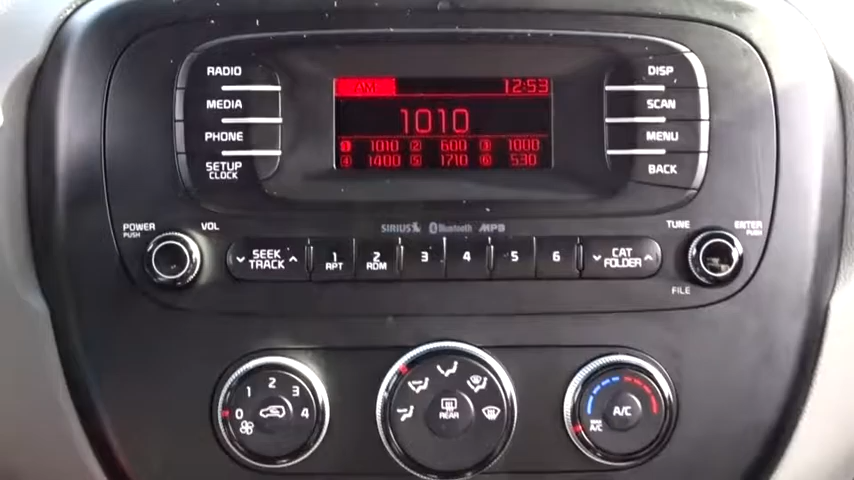 RADIO
MEDIA
PHONE
SETUP
CLOCK
AM 12:53
1010
1 1010 2 600 3 1000
4 1400 5 1710 6 530
DISP
SCAN
MENU
BACK
POWER
PUSH
VOL
SIRIUS Bluetooth MP3
TUNE
ENTER
PUSH
SEEK
TRACK
1
RPT
2
RDM
3
4
5
6
CAT
FOLDER
FILE
0 1 2 3 4
REAR
A/C
MAX
A/C